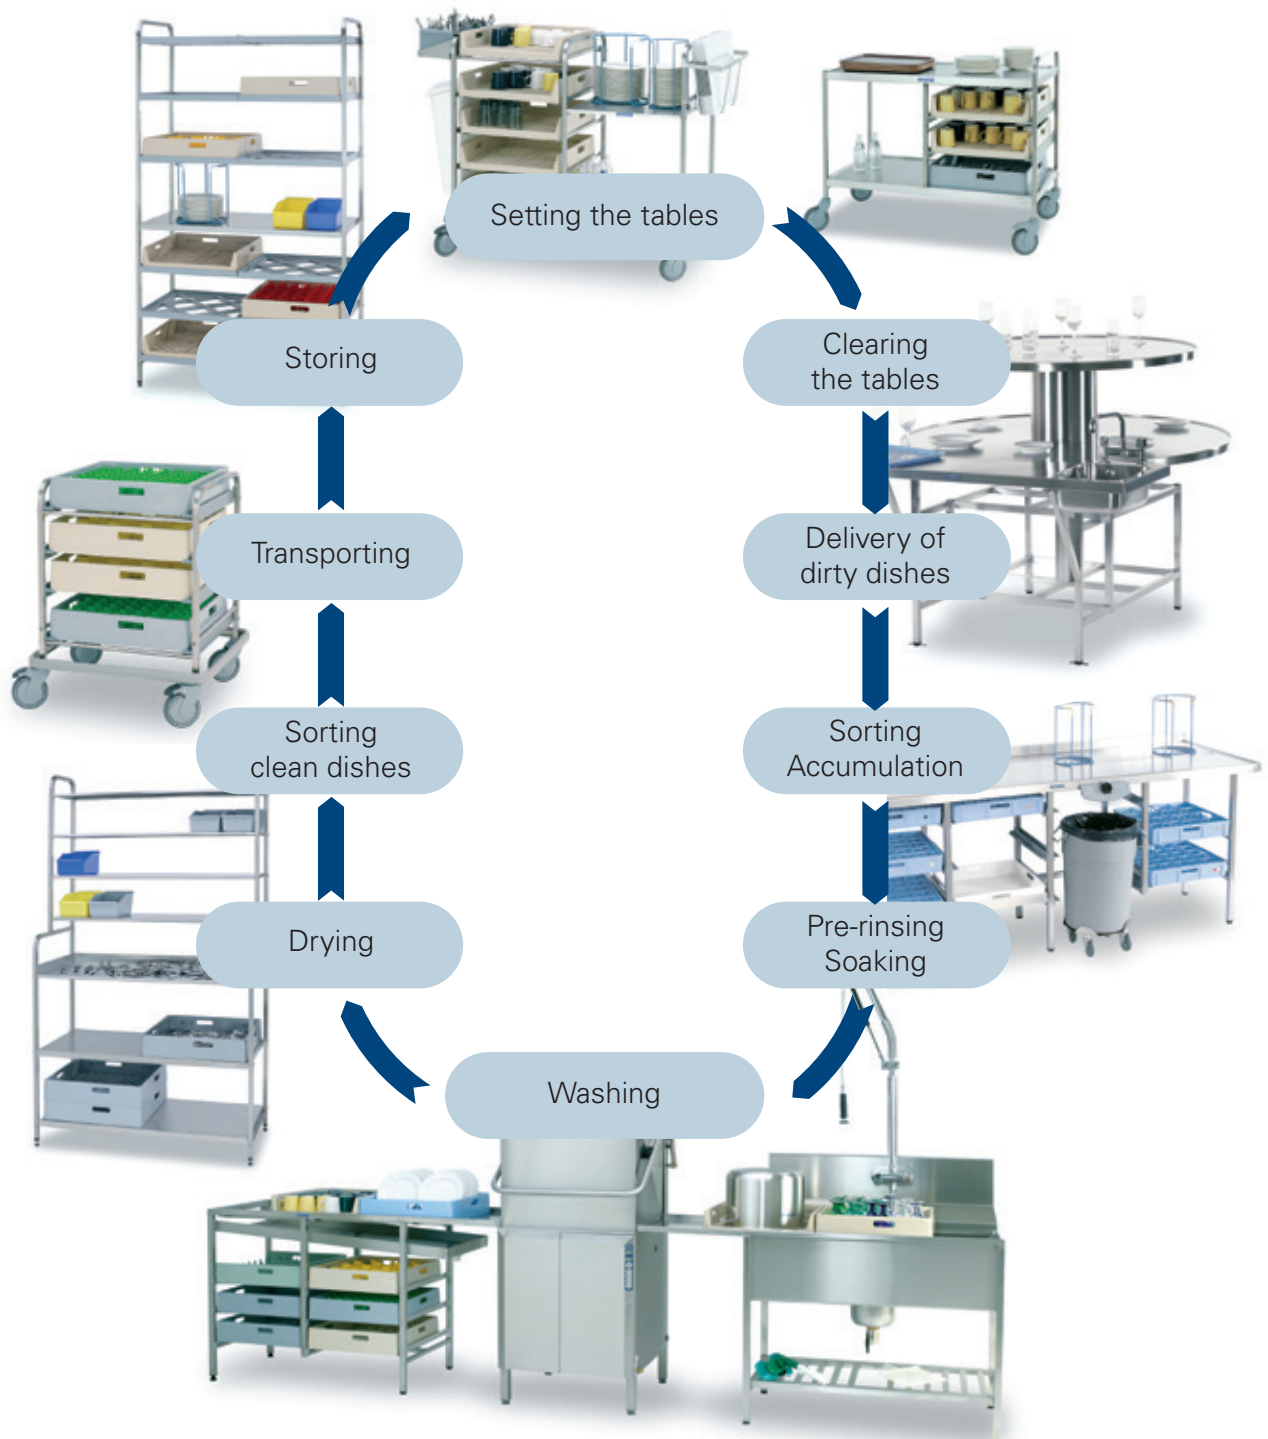 Setting the tables
Clearing
the tables
Delivery of
dirty dishes
Sorting
Accumulation
Pre-rinsing
Soaking
Washing
Drying
Sorting
clean dishes
Transporting
Storing